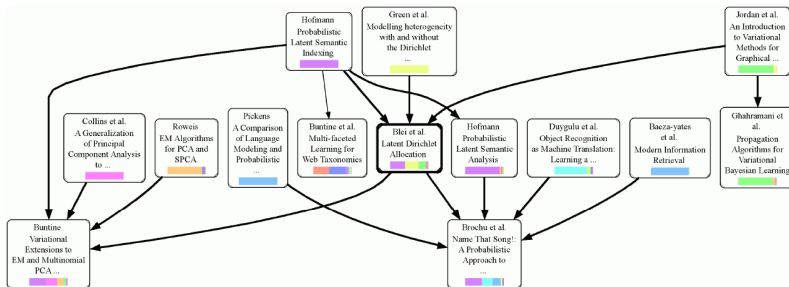 Hofmann
Probabilistic
Latent Semantic
Indexing
Green et al.
Modelling heterogeneity
with and without
the Dirichlet
...
Jordan et al.
An Introduction
to Variational
Methods for
Graphical ...
Collins et al.
A Generalization
of Principal
Component Analysis
to ...
Roweis
EM Algorithms
for PCA and
SPCA
Pickens
A Comparison
of Language
Modeling and
Probabilistic
...
Buntine et al.
Multi-faceted
Learning for
Web Taxonomies
Blei et al.
Latent Dirichlet
Allocation
Hofmann
Probabilistic
Latent Semantic
Analysis
Duygulu et al.
Object Recognition
as Machine Translation:
Learning a ...
Baeza-yates
et al.
Modern Information
Retrieval
Ghahramani et
al.
Propagation
Algorithms for
Variational
Bayesian Learning
Buntine
Variational
Extensions to
EM and Multinomial
PCA ...
Brochu et al.
Name That Song!:
A Probabilistic
Approach to
...